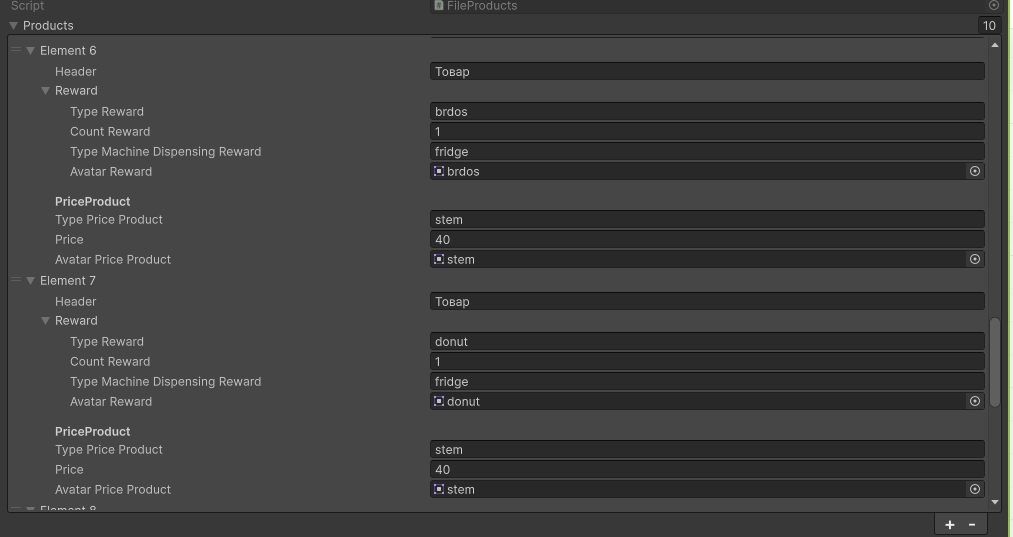 Script FileProducts
Products 10
Element 6
Header Товар
Reward
Type Reward brdos
Count Reward 1
Type Machine Dispensing Reward fridge
Avatar Reward brdos
PriceProduct
Type Price Product stem
Price 40
Avatar Price Product stem
Element 7
Header Товар
Reward
Type Reward donut
Count Reward 1
Type Machine Dispensing Reward fridge
Avatar Reward donut
PriceProduct
Type Price Product stem
Price 40
Avatar Price Product stem
Element 8